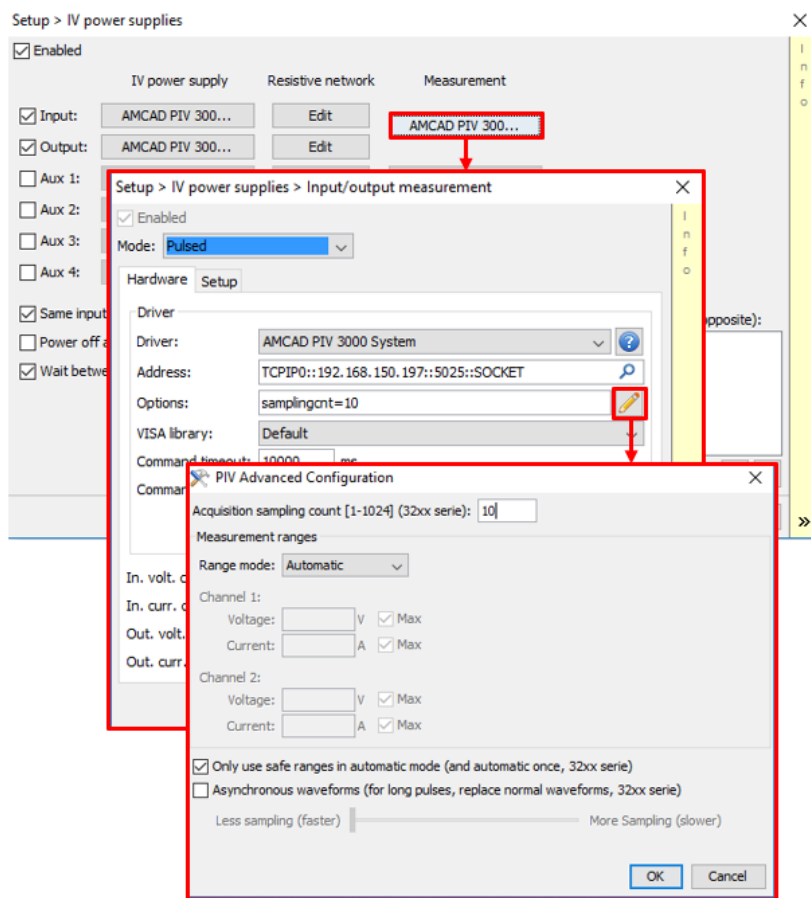 Setup > IV power supplies
Enabled
Info
IV power supply Resistive network Measurement
Input: AMCAD PIV 300... Edit AMCAD PIV 300...
Output: AMCAD PIV 300... Edit
Aux 1:
Aux 2:
Aux 3:
Aux 4:
Same input
Power off a
Wait betwe
pposite):
»
Setup > IV power supplies > Input/output measurement
Enabled
Info
Mode: Pulsed
Hardware Setup
Driver
Driver: AMCAD PIV 3000 System
Address: TCPIP0::192.168.150.197::5025::SOCKET
Options: samplingcnt=10
VISA library: Default
Command timeout: 10000 ms
Comman
In. volt. c
In. curr. c
Out. volt.
Out. curr.
PIV Advanced Configuration
Acquisition sampling count [1-1024] (32xx serie): 10
Measurement ranges
Range mode: Automatic
Channel 1:
Voltage: V Max
Current: A Max
Channel 2:
Voltage: V Max
Current: A Max
Only use safe ranges in automatic mode (and automatic once, 32xx serie)
Asynchronous waveforms (for long pulses, replace normal waveforms, 32xx serie)
Less sampling (faster) More Sampling (slower)
OK Cancel